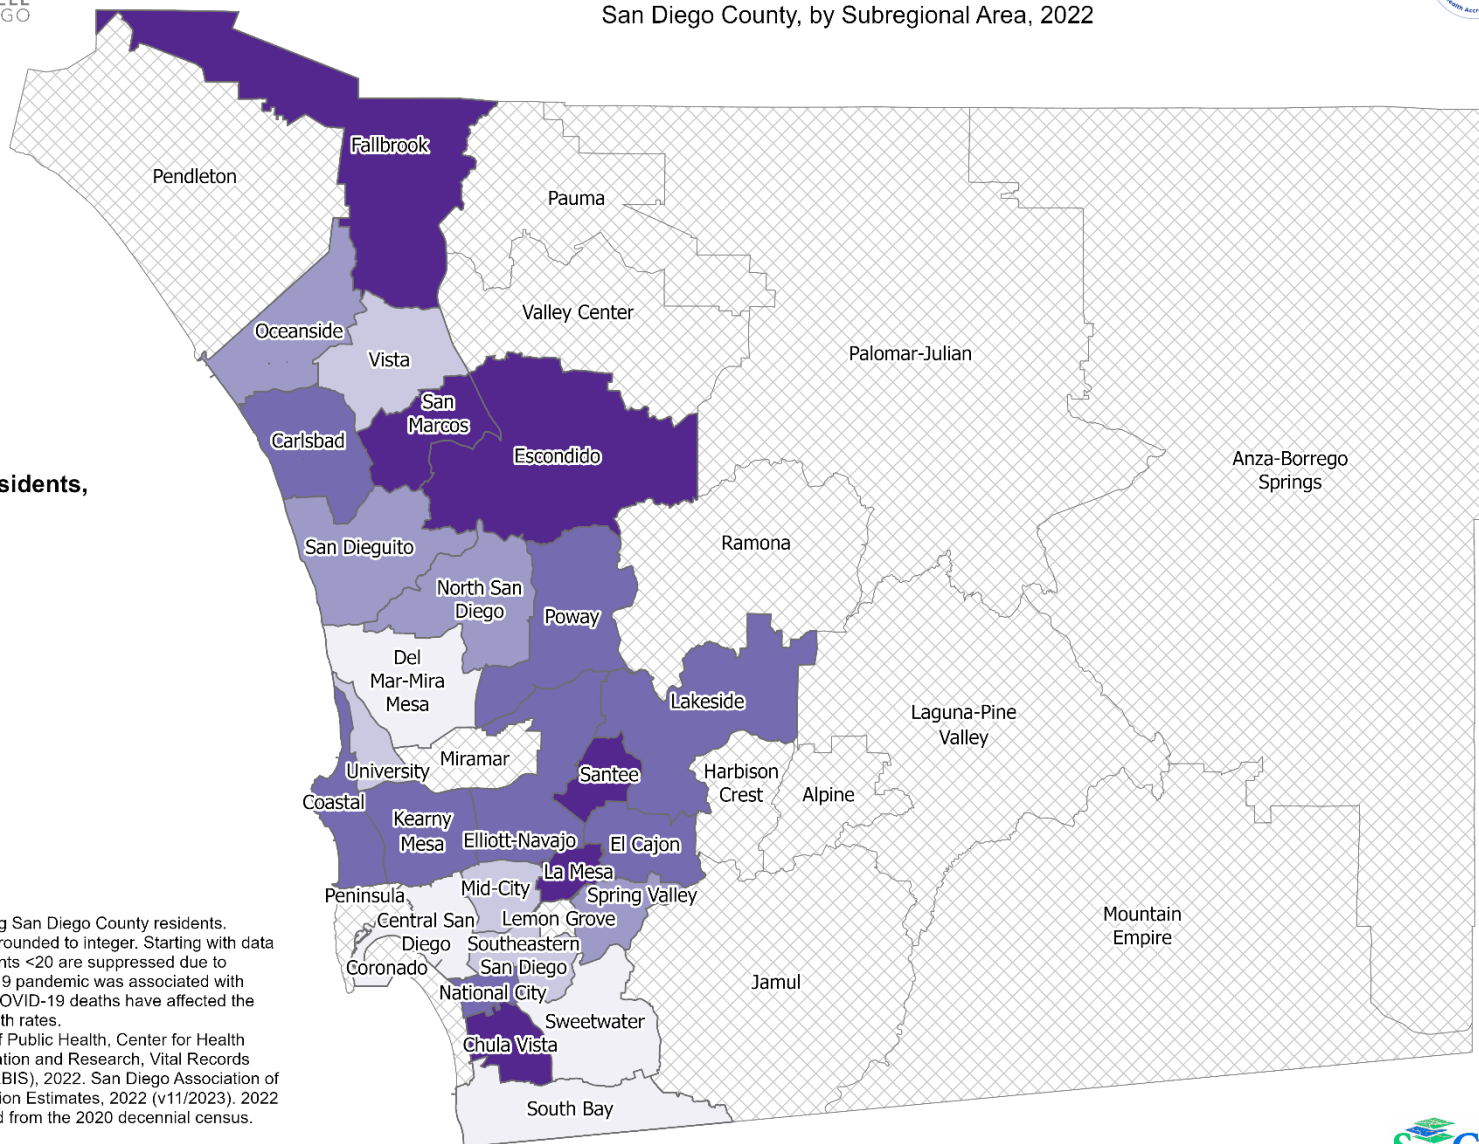 GO
San Diego County, by Subregional Area, 2022
Fallbrook
Pendleton
Pauma
Valley Center
Oceanside
Vista
Palomar-Julian
San
Marcos
Carlsbad
Escondido
Anza-Borrego
Springs
sidents,
San Dieguito
Ramona
North San
Diego
Poway
Del
Mar-Mira
Mesa
Lakeside
Laguna-Pine
Valley
Miramar
University
Santee
Harbison
Crest
Alpine
Coastal
Kearny
Mesa
Elliott-Navajo
El Cajon
La Mesa
Peninsula
Mid-City
Spring Valley
Central San
Diego
Lemon Grove
Southeastern
San Diego
Coronado
National City
Mountain
Empire
Jamul
Sweetwater
Chula Vista
South Bay
g San Diego County residents.
rounded to integer. Starting with data
nts <20 are suppressed due to
9 pandemic was associated with
OVID-19 deaths have affected the
th rates.
f Public Health, Center for Health
ation and Research, Vital Records
BIS), 2022. San Diego Association of
ion Estimates, 2022 (v11/2023). 2022
d from the 2020 decennial census.